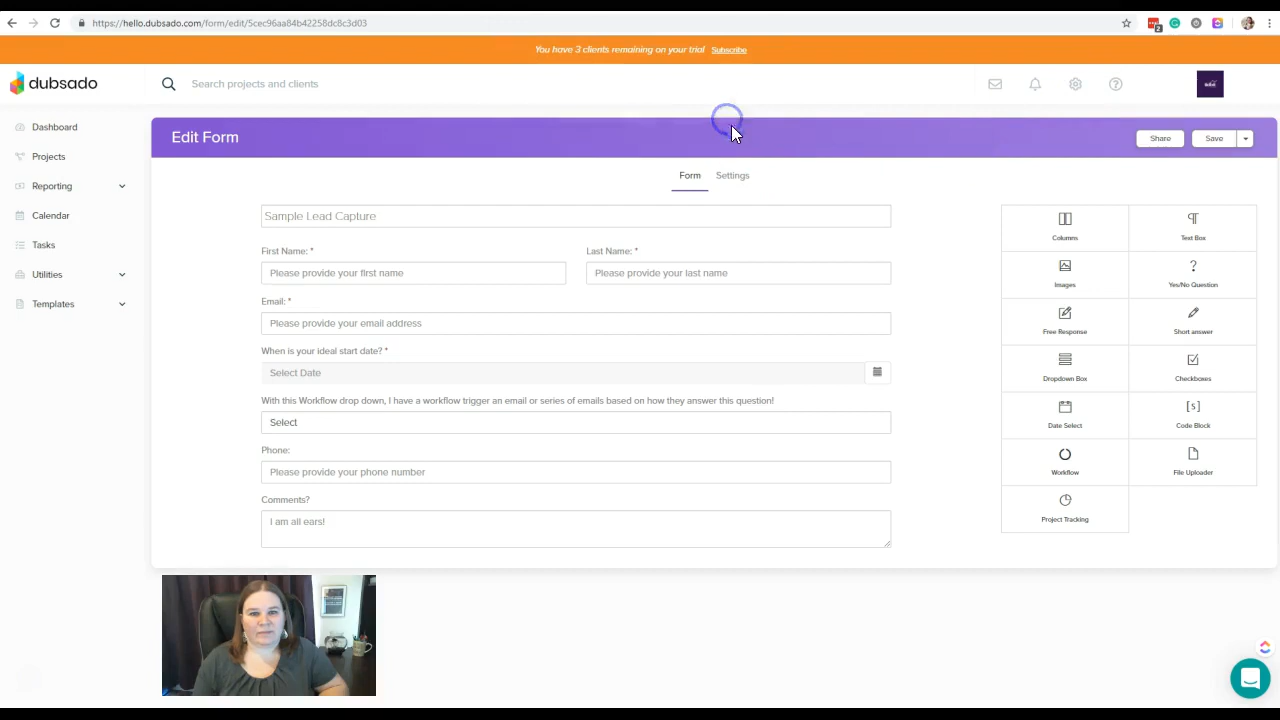 https://hello.dubsado.com/form/edit/5cec96aa84b42258dc8c3d03
2
You have 3 clients remaining on your trial Subscribe
dubsado
Search projects and clients
Dashboard
Projects
Reporting
Calendar
Tasks
Utilities
Templates
Edit Form
Share
Save
Form
Settings
Sample Lead Capture
First Name: *
Last Name: *
Please provide your first name
Please provide your last name
Email: *
Please provide your email address
When is your ideal start date? *
Select Date
With this Workflow drop down, I have a workflow trigger an email or series of emails based on how they answer this question!
Select
Phone:
Please provide your phone number
Comments?
I am all ears!
Columns
Text Box
Images
Yes/No Question
Free Response
Short answer
Dropdown Box
Checkboxes
Date Select
[s]
Code Block
Workflow
File Uploader
Project Tracking